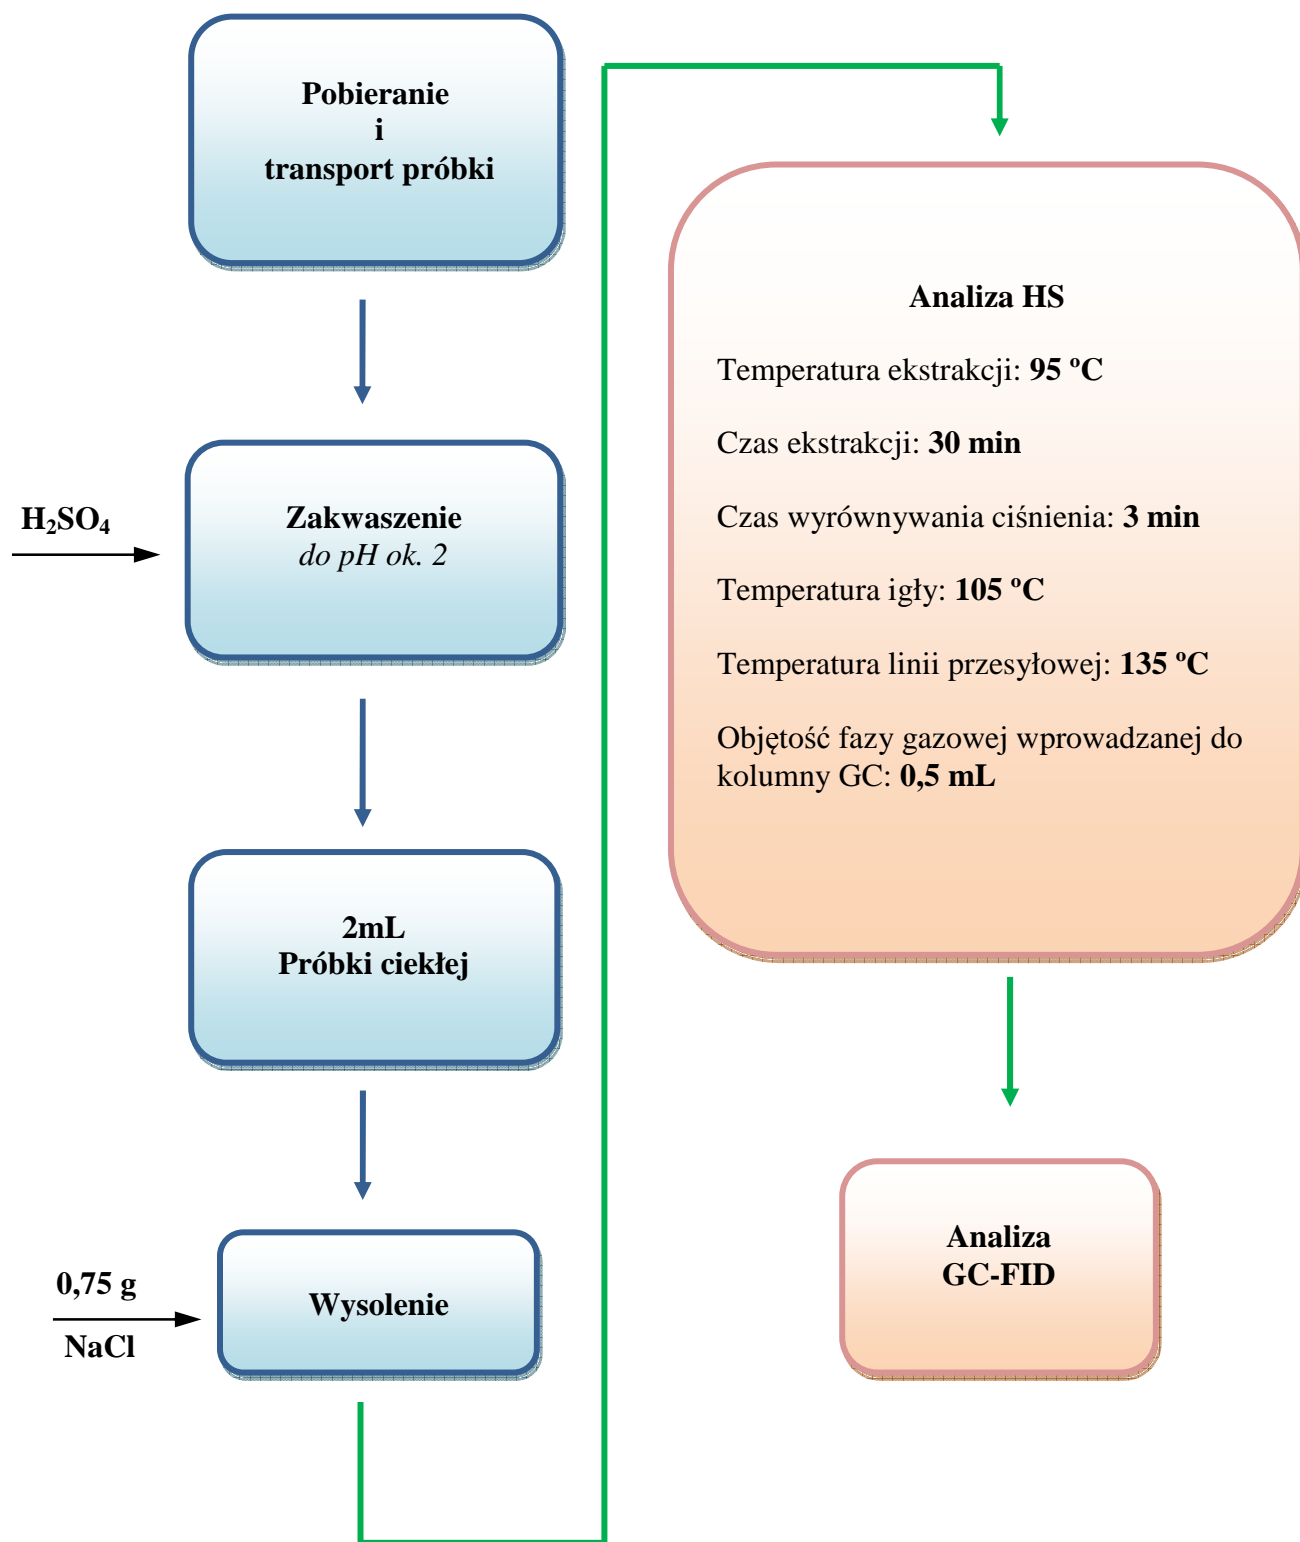 Pobieranie
i
transport próbki
H₂SO₄
Zakwaszenie
do pH ok. 2
2mL
Próbki ciekłej
0,75 g
NaCl
Wysolenie
Analiza HS
Temperatura ekstrakcji: 95 ºC
Czas ekstrakcji: 30 min
Czas wyrównywania ciśnienia: 3 min
Temperatura igły: 105 ºC
Temperatura linii przesyłowej: 135 ºC
Objętość fazy gazowej wprowadzanej do
kolumny GC: 0,5 mL
Analiza
GC-FID